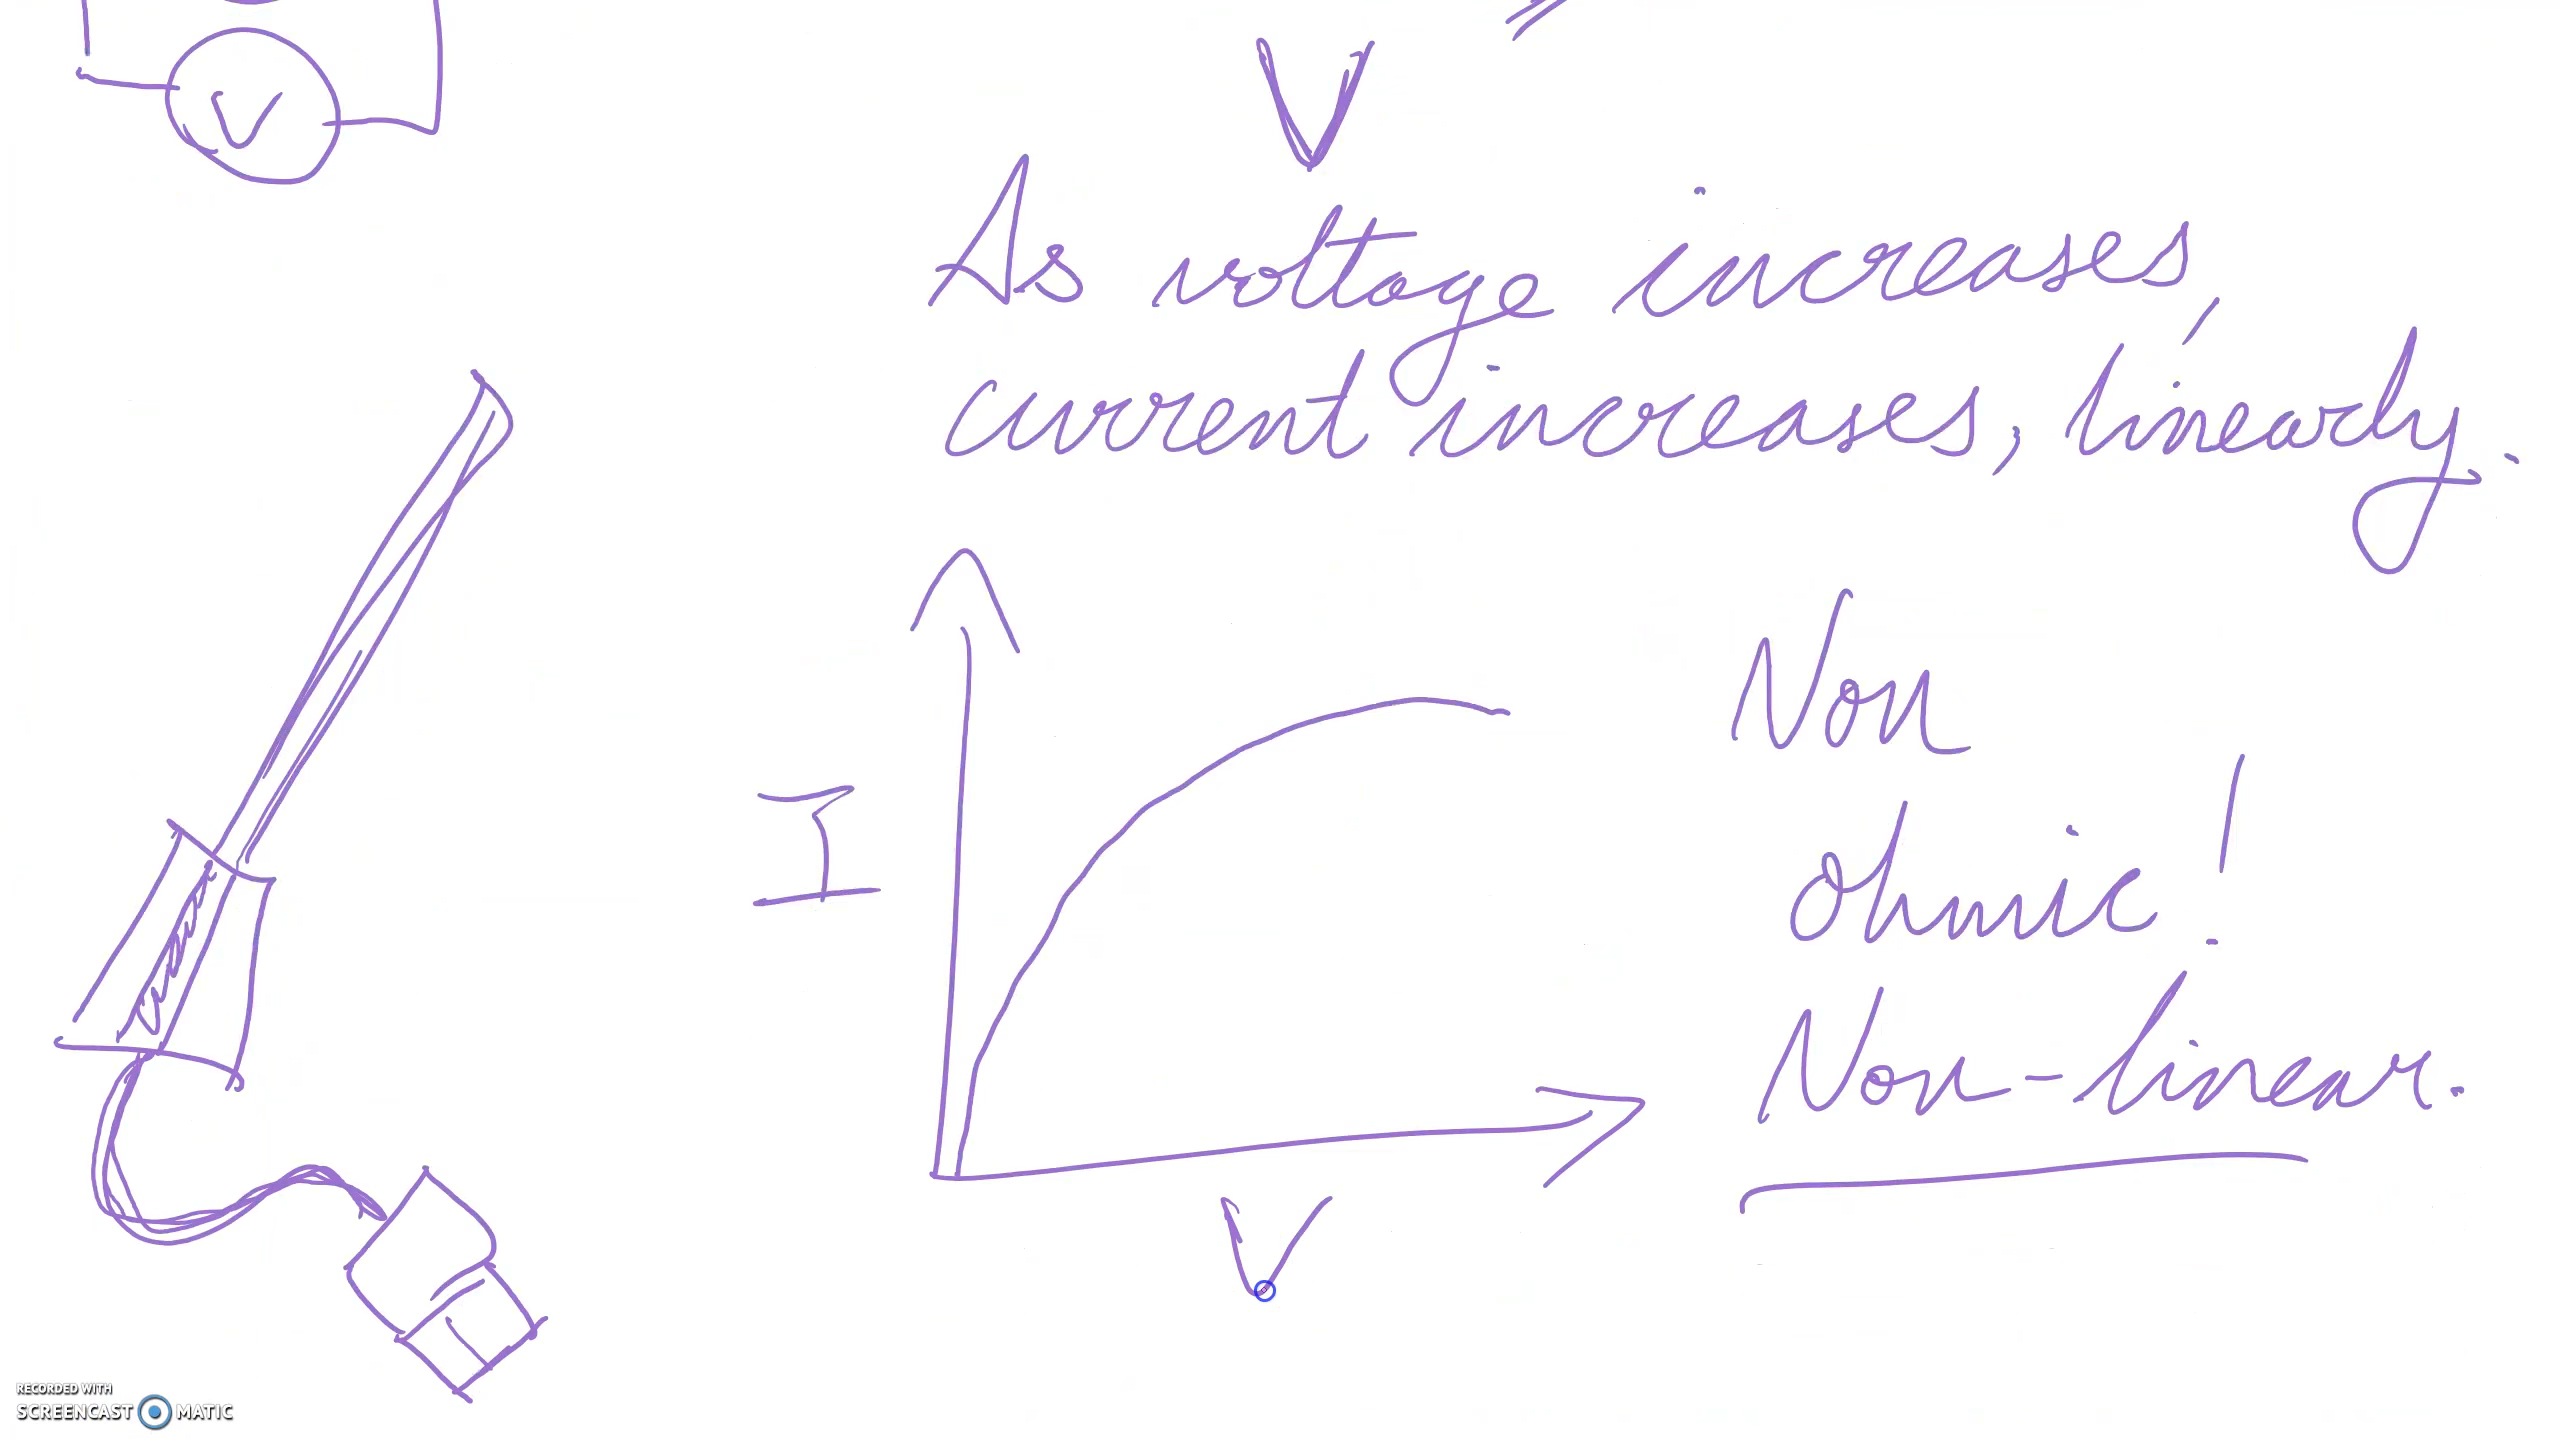 V
V
As voltage increases,
current increases, linearly.
Non
ohmic!
I
Non-linear.
V
RECORDED WITH
SCREENCAST MATIC